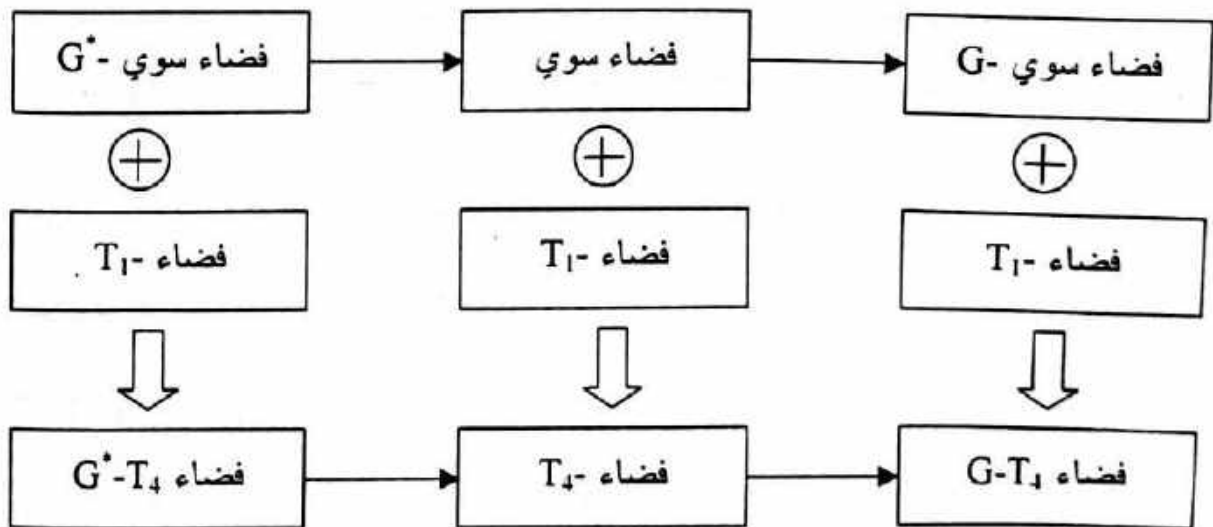 فضاء سوي -G*
فضاء سوي
فضاء سوي -G
فضاء -T₁
فضاء -T₁
فضاء -T₁
فضاء G*-T₄
فضاء -T₄
فضاء G-T₄